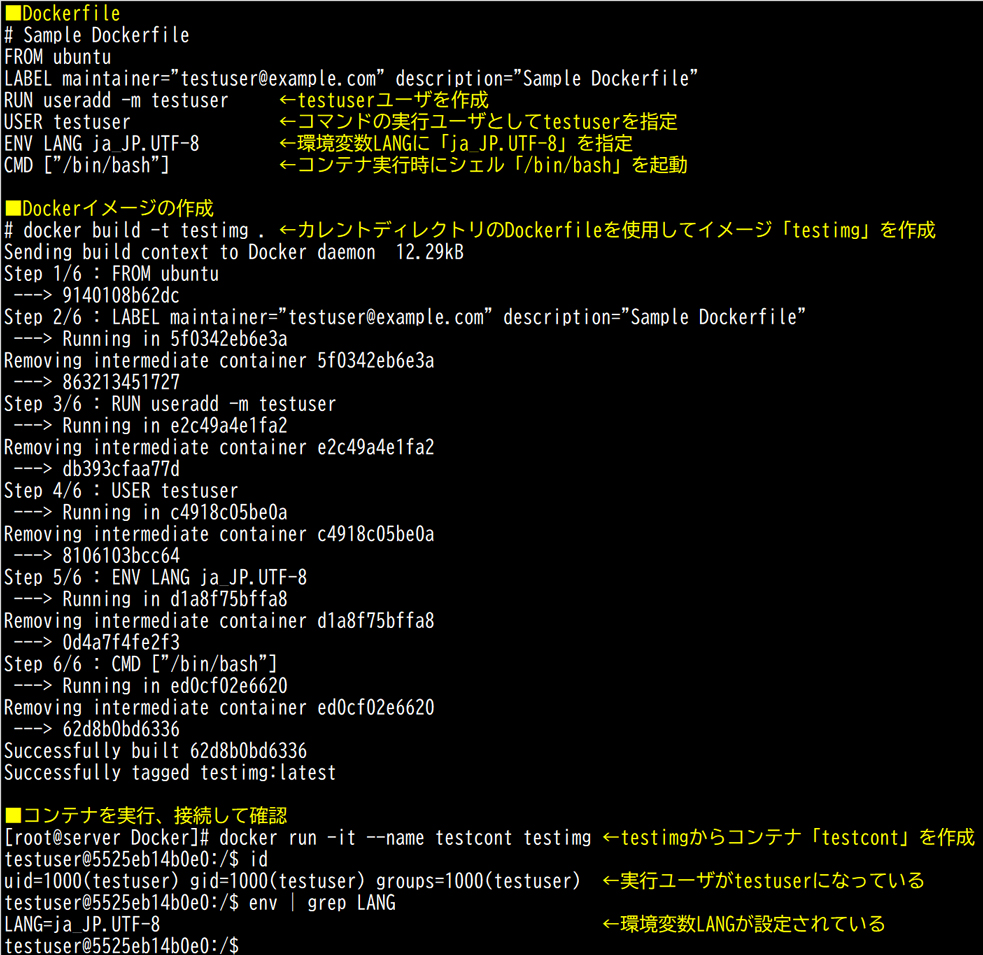 ■Dockerfile
# Sample Dockerfile
FROM ubuntu
LABEL maintainer="testuser@example.com" description="Sample Dockerfile"
RUN useradd -m testuser ←testuserユーザを作成
USER testuser ←コマンドの実行ユーザとしてtestuserを指定
ENV LANG ja_JP.UTF-8 ←環境変数LANGに「ja_JP.UTF-8」を指定
CMD ["/bin/bash"] ←コンテナ実行時にシェル「/bin/bash」を起動
■Dockerイメージの作成
# docker build -t testimg . ←カレントディレクトリのDockerfileを使用してイメージ「testimg」を作成
Sending build context to Docker daemon  12.29kB
Step 1/6 : FROM ubuntu
 ---> 9140108b62dc
Step 2/6 : LABEL maintainer="testuser@example.com" description="Sample Dockerfile"
 ---> Running in 5f0342eb6e3a
Removing intermediate container 5f0342eb6e3a
 ---> 863213451727
Step 3/6 : RUN useradd -m testuser
 ---> Running in e2c49a4e1fa2
Removing intermediate container e2c49a4e1fa2
 ---> db393cfaa77d
Step 4/6 : USER testuser
 ---> Running in c4918c05be0a
Removing intermediate container c4918c05be0a
 ---> 8106103bcc64
Step 5/6 : ENV LANG ja_JP.UTF-8
 ---> Running in d1a8f75bffa8
Removing intermediate container d1a8f75bffa8
 ---> 0d4a7f4fe2f3
Step 6/6 : CMD ["/bin/bash"]
 ---> Running in ed0cf02e6620
Removing intermediate container ed0cf02e6620
 ---> 62d8b0bd6336
Successfully built 62d8b0bd6336
Successfully tagged testimg:latest
■コンテナを実行、接続して確認
[root@server Docker]# docker run -it --name testcont testimg ←testimgからコンテナ「testcont」を作成
testuser@5525eb14b0e0:/$ id
uid=1000(testuser) gid=1000(testuser) groups=1000(testuser) ←実行ユーザがtestuserになっている
testuser@5525eb14b0e0:/$ env | grep LANG
LANG=ja_JP.UTF-8 ←環境変数LANGが設定されている
testuser@5525eb14b0e0:/$